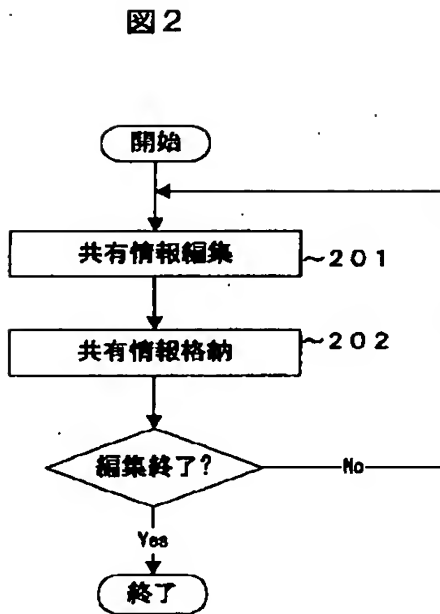 図2
開始
共有情報編集
~201
共有情報格納
~202
編集終了?
No
Yes
終了